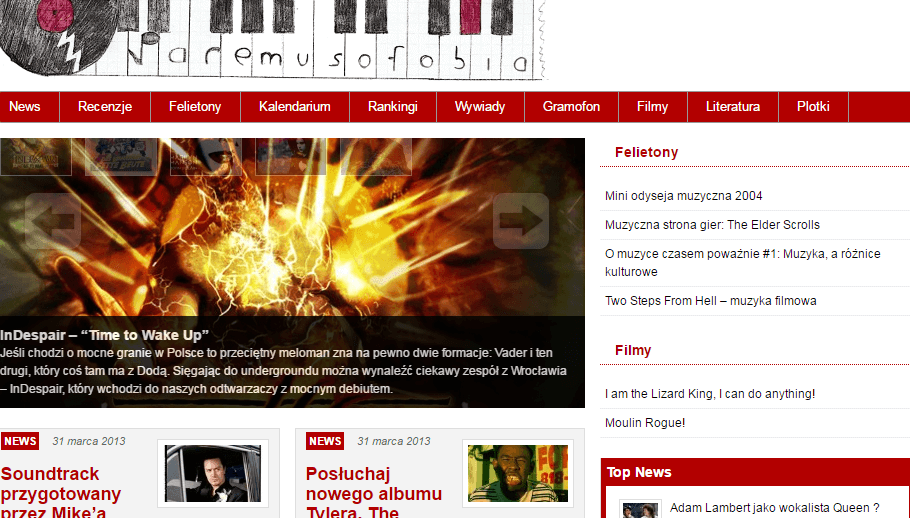 Varemusofobia
News Recenzje Felietony Kalendarium Rankingi Wywiady Gramofon Filmy Literatura Plotki
InDespair – “Time to Wake Up”
Jeśli chodzi o mocne granie w Polsce to przeciętny meloman zna na pewno dwie formacje: Vader i ten
drugi, który coś tam ma z Dodą. Sięgając do undergroundu można wynaleźć ciekawy zespół z Wrocławia
– InDespair, który wchodzi do naszych odtwarzaczy z mocnym debiutem.
NEWS 31 marca 2013
Soundtrack
przygotowany
przez Mike’a
NEWS 31 marca 2013
Posłuchaj
nowego albumu
Tylera, The
Felietony
Mini odyseja muzyczna 2004
Muzyczna strona gier: The Elder Scrolls
O muzyce czasem poważnie #1: Muzyka, a różnice
kulturowe
Two Steps From Hell – muzyka filmowa
Filmy
I am the Lizard King, I can do anything!
Moulin Rogue!
Top News
Adam Lambert jako wokalista Queen ?